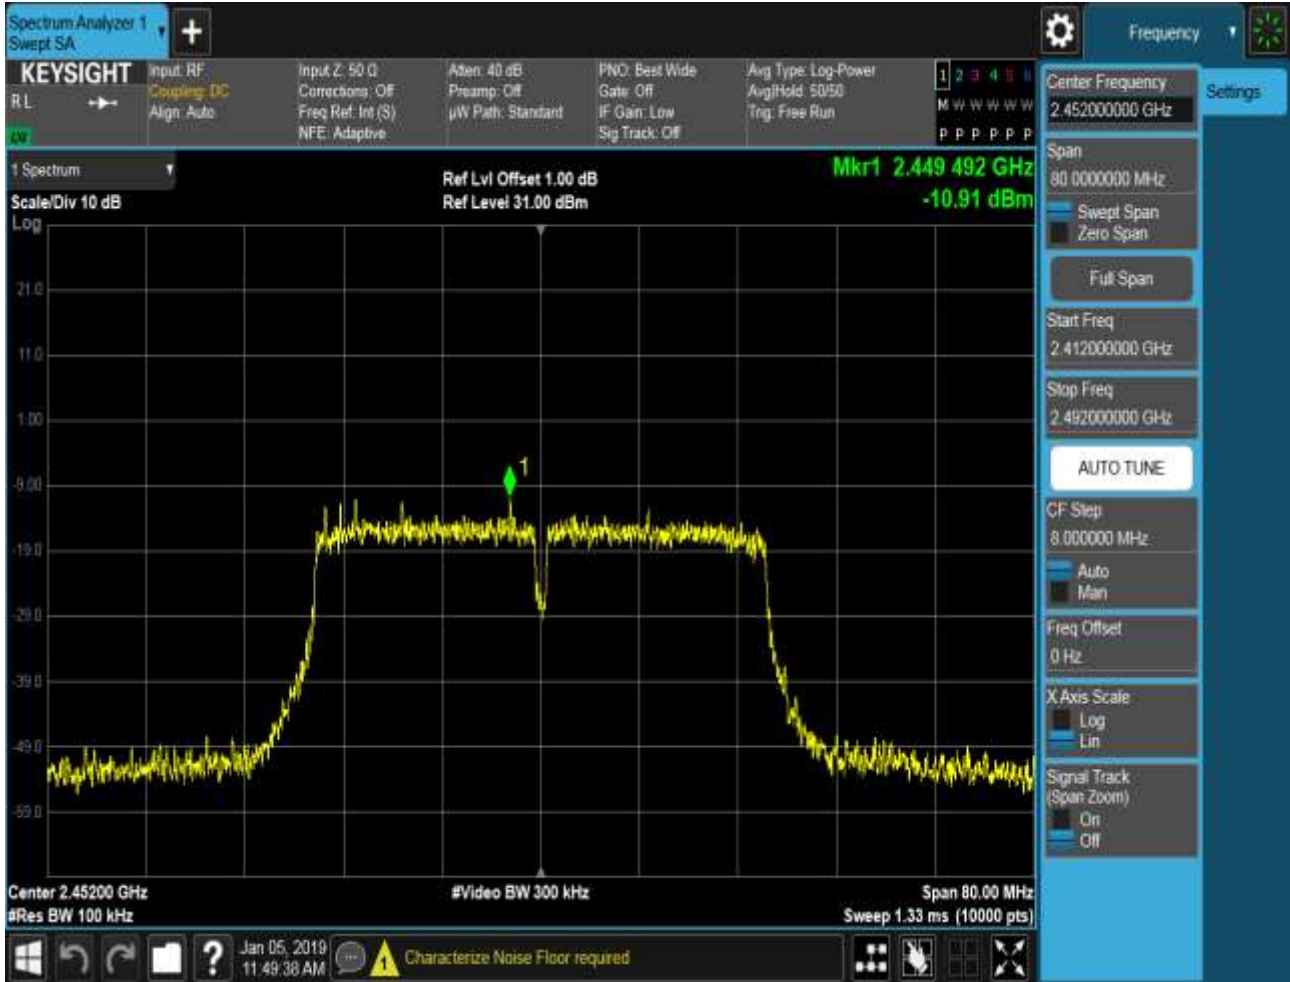 Spectrum Analyzer 1
Swept SA
Frequency
KEYSIGHT
R L
Input: RF
Coupling: DC
Align: Auto
Input Z: 50 Ω
Corrections: Off
Freq Ref: Int (S)
NFE: Adaptive
Atten: 40 dB
Preamp: Off
µW Path: Standard
PNO: Best Wide
Gate: Off
IF Gain: Low
Sig Track: Off
Avg Type: Log-Power
Avg|Hold: 50/50
Trig: Free Run
1 2 3 4 5 6
M W W W W W
P P P P P P
1 Spectrum
Scale/Div 10 dB
Log
Ref Lvl Offset 1.00 dB
Ref Level 31.00 dBm
Mkr1 2.449 492 GHz
-10.91 dBm
21.0
11.0
1.00
-9.00
-19.0
-29.0
-39.0
-49.0
-59.0
1
Center 2.45200 GHz
#Res BW 100 kHz
#Video BW 300 kHz
Span 80.00 MHz
Sweep 1.33 ms (10000 pts)
Jan 05, 2019
11:49:38 AM
1
Characterize Noise Floor required
Settings
Center Frequency
2.452000000 GHz
Span
80.0000000 MHz
Swept Span
Zero Span
Full Span
Start Freq
2.412000000 GHz
Stop Freq
2.492000000 GHz
AUTO TUNE
CF Step
8.000000 MHz
Auto
Man
Freq Offset
0 Hz
X Axis Scale
Log
Lin
Signal Track
(Span Zoom)
On
Off